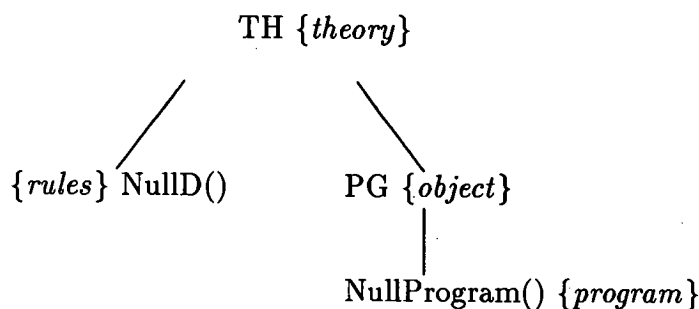 TH {theory}
{rules} NullD() PG {object}
NullProgram() {program}